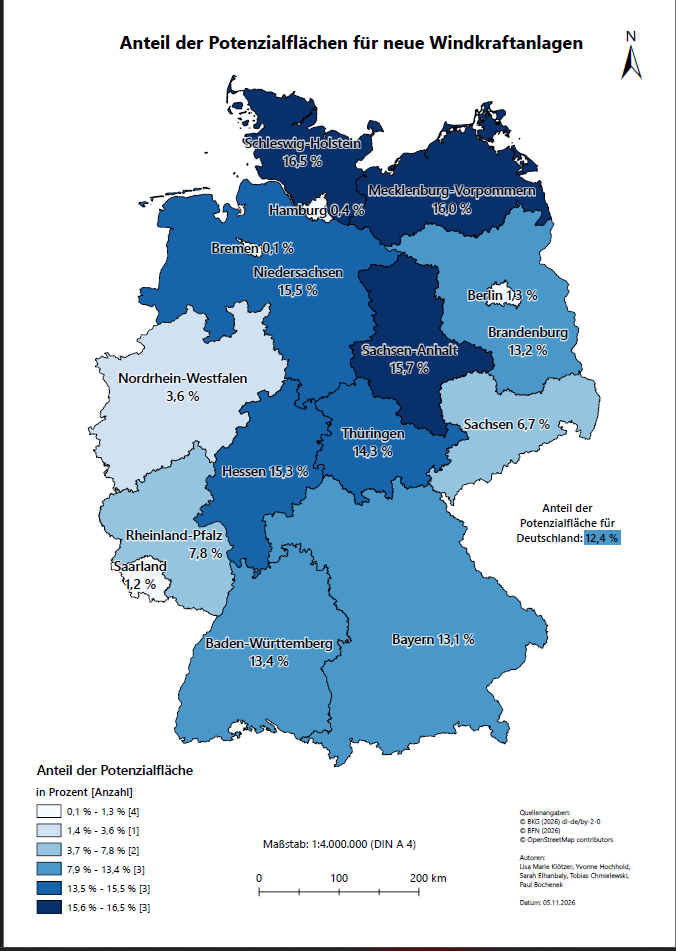 Anteil der Potenzialflächen für neue Windkraftanlagen
N
Schleswig-Holstein
16,5 %
Mecklenburg-Vorpommern
16,0 %
Hamburg 0,4 %
Bremen 0,1 %
Niedersachsen
15,5 %
Berlin 1,3 %
Brandenburg
13,2 %
Sachsen-Anhalt
15,7 %
Nordrhein-Westfalen
3,6 %
Sachsen 6,7 %
Thüringen
14,3 %
Hessen 15,3 %
Anteil der
Potenzialfläche für
Deutschland: 12,4 %
Rheinland-Pfalz
7,8 %
Saarland
1,2 %
Baden-Württemberg
13,4 %
Bayern 13,1 %
Anteil der Potenzialfläche
in Prozent [Anzahl]
0,1 % - 1,3 % [4]
1,4 % - 3,6 % [1]
3,7 % - 7,8 % [2]
7,9 % - 13,4 % [3]
13,5 % - 15,5 % [3]
15,6 % - 16,5 % [3]
Maßstab: 1:4.000.000 (DIN A 4)
0 100 200 km
Quellenangaben:
© BKG (2026) dl-de/by-2-0
© BFN (2026)
© OpenStreetMap contributors
Autoren:
Lisa Marie Klötzer, Yvonne Hochhold,
Sarah Elhanbaly, Tobias Chmielewski,
Paul Bochenek
Datum: 05.11.2026